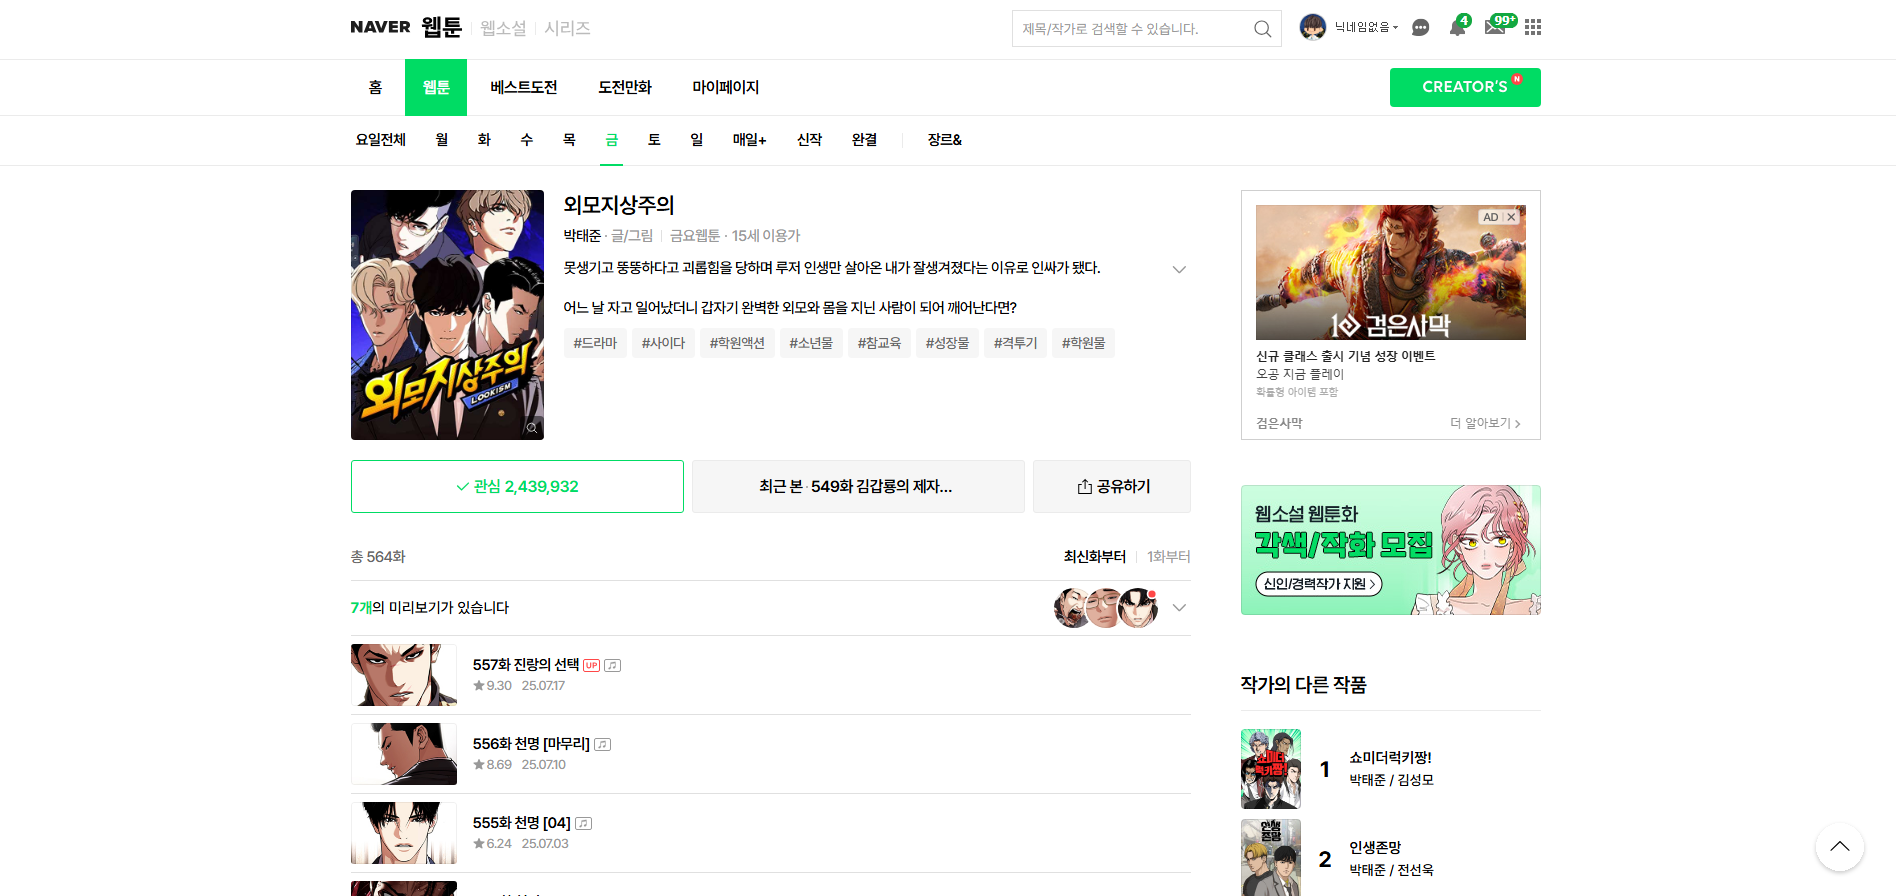 NAVER 웹툰 웹소설 시리즈
제목/작가로 검색할 수 있습니다.
닉네임없음
4
99+
홈 웹툰 베스트도전 도전만화 마이페이지
CREATOR'S N
요일전체 월 화 수 목 금 토 일 매일+ 신작 완결 장르&
외모지상주의
LOOKISM
외모지상주의
박태준 · 글/그림 금요웹툰 · 15세 이용가
못생기고 뚱뚱하다고 괴롭힘을 당하며 루저 인생만 살아온 내가 잘생겨졌다는 이유로 인싸가 됐다.
어느 날 자고 일어났더니 갑자기 완벽한 외모와 몸을 지닌 사람이 되어 깨어난다면?
#드라마 #사이다 #학원액션 #소년물 #참교육 #성장물 #격투기 #학원물
관심 2,439,932
최근 본 · 549화 김갑룡의 제자...
공유하기
총 564화
최신화부터 1화부터
7개의 미리보기가 있습니다
557화 진랑의 선택 UP
★9.30 25.07.17
556화 천명 [마무리]
★8.69 25.07.10
555화 천명 [04]
★6.24 25.07.03
AD X
검은사막
신규 클래스 출시 기념 성장 이벤트
오공 지금 플레이
확률형 아이템 포함
검은사막 더 알아보기 >
웹소설 웹툰화
각색/작화 모집
신인/경력작가 지원 >
작가의 다른 작품
쇼미더럭키짱!
1
쇼미더럭키짱!
박태준 / 김성모
인생존망
2
인생존망
박태준 / 전선욱